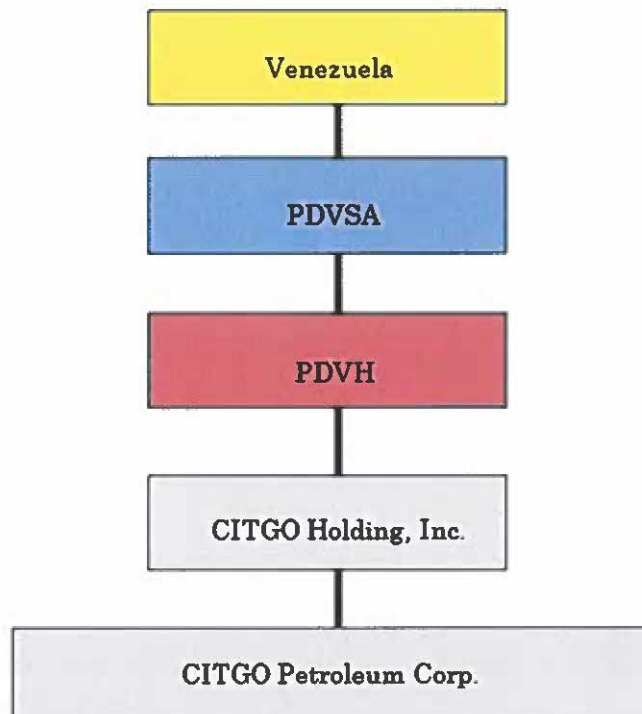 Venezuela
PDVSA
PDVH
CITGO Holding, Inc.
CITGO Petroleum Corp.